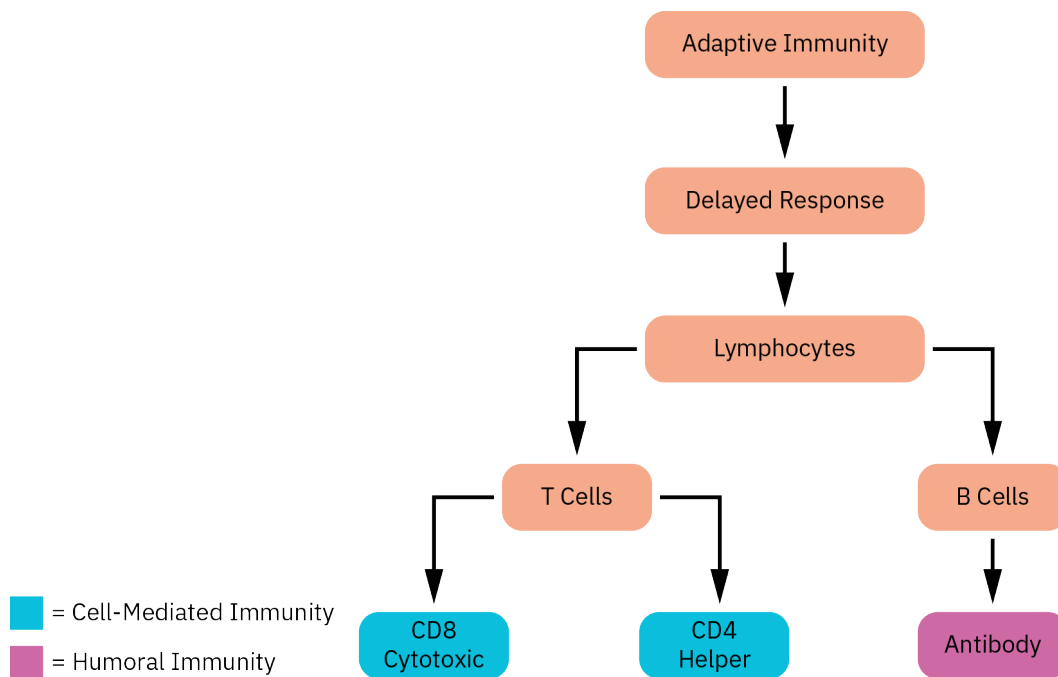 Adaptive Immunity
Delayed Response
Lymphocytes
T Cells
B Cells
CD8
Cytotoxic
CD4
Helper
Antibody
= Cell-Mediated Immunity
= Humoral Immunity